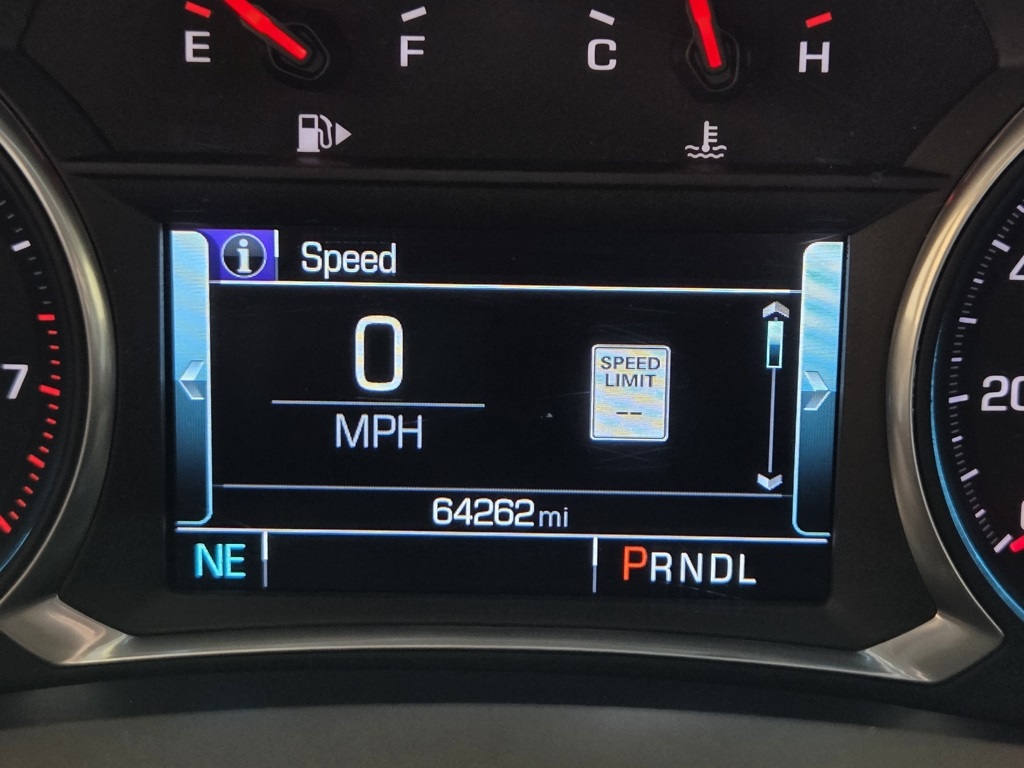 E F C H
Speed
0
MPH
SPEED
LIMIT
--
7
20
64262 mi
NE
PRNDL